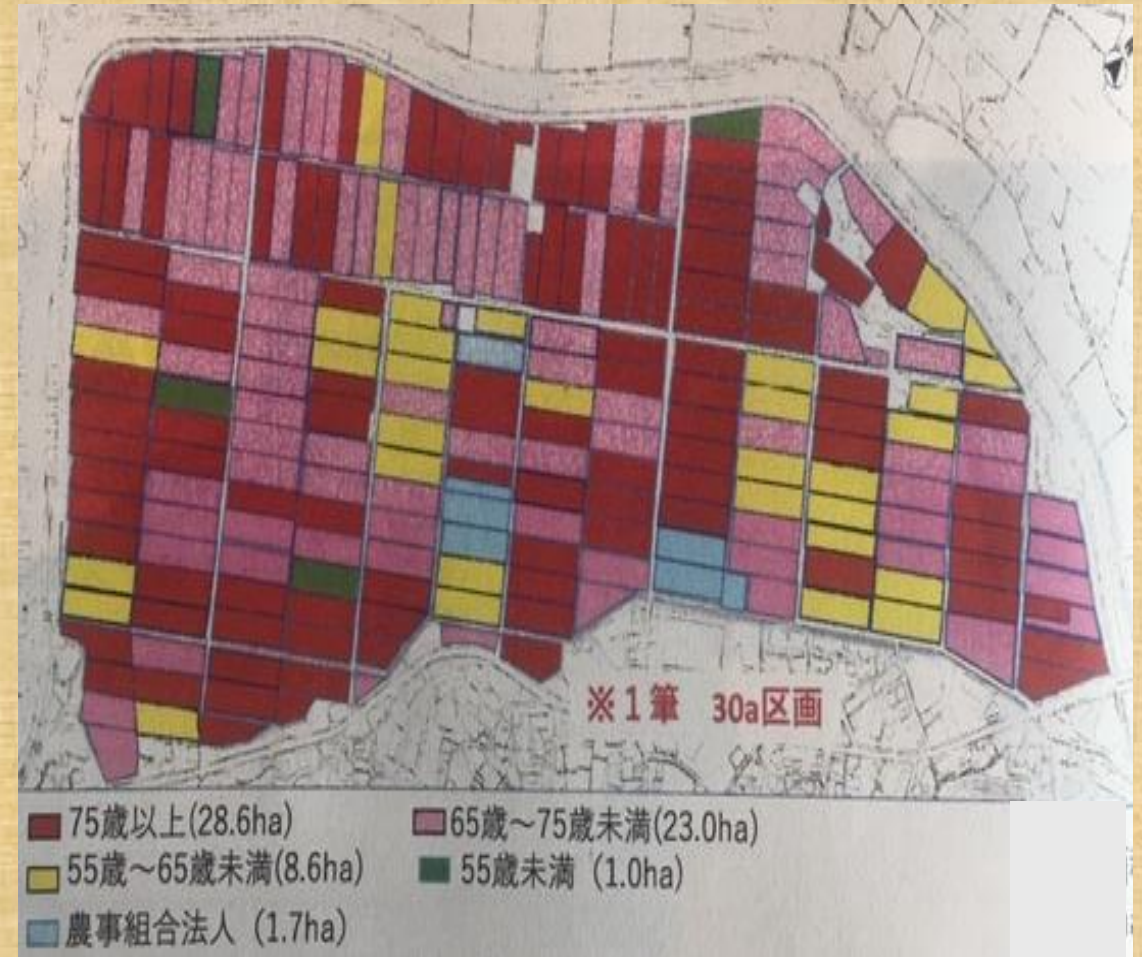 ※1筆 30a区画
75歳以上(28.6ha)
65歳～75歳未満(23.0ha)
55歳～65歳未満(8.6ha)
55歳未満 (1.0ha)
農事組合法人 (1.7ha)